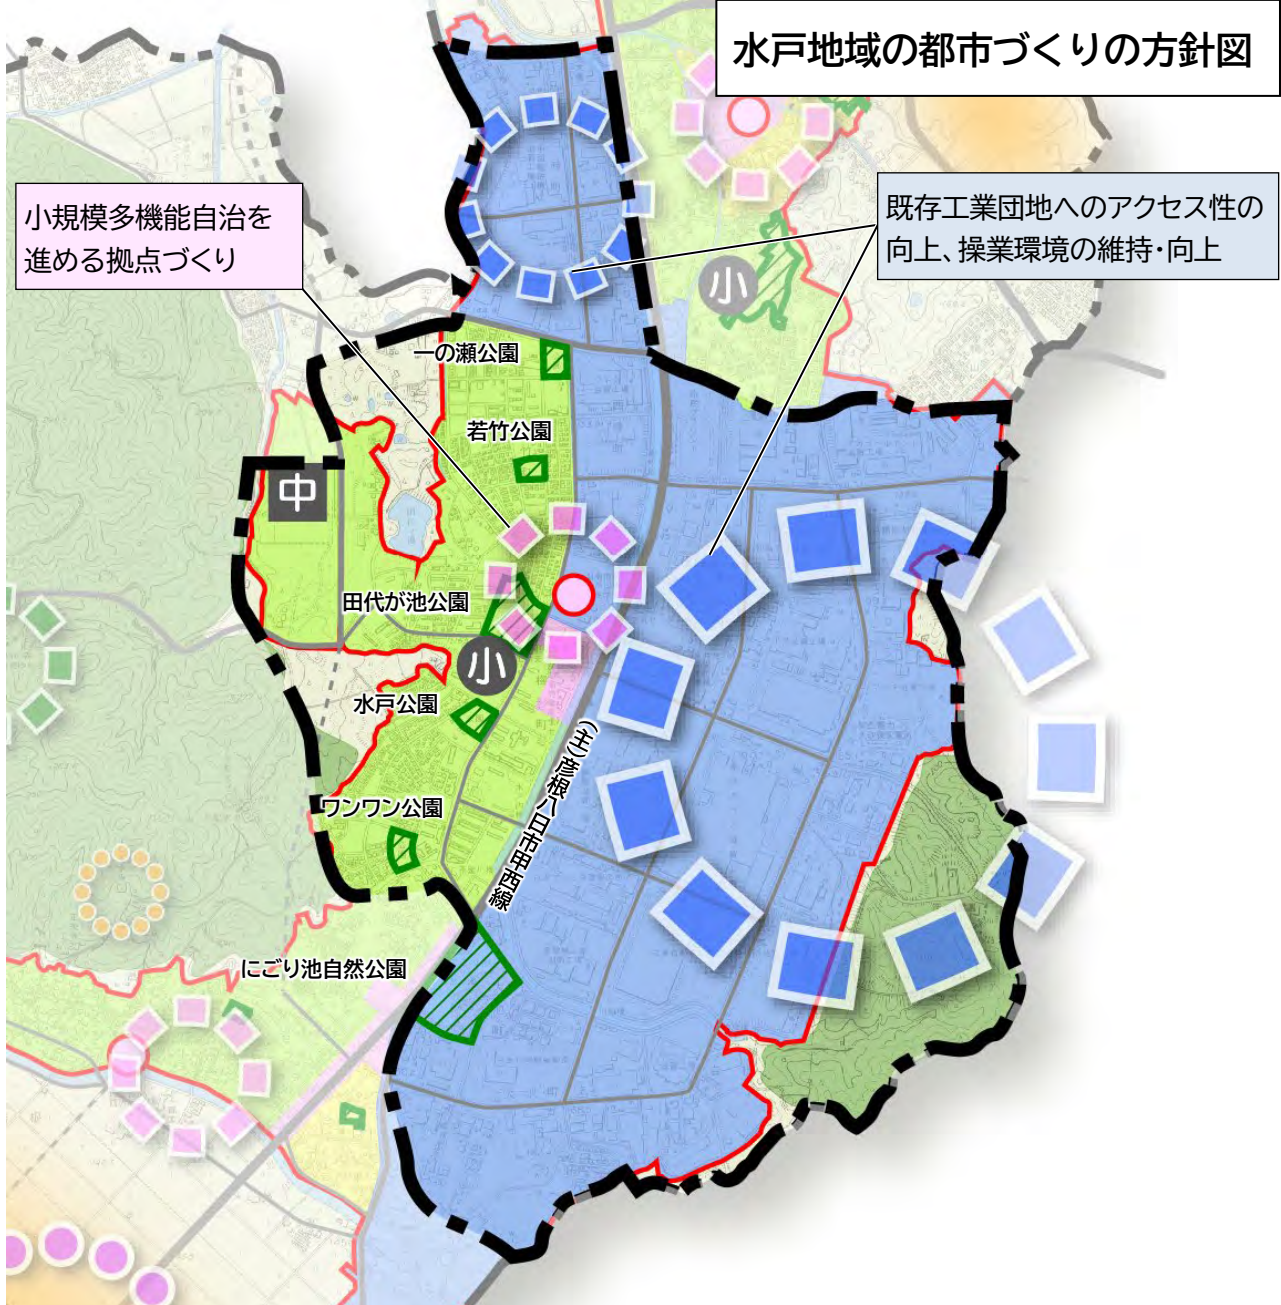 水戸地域の都市づくりの方針図
小規模多機能自治を
進める拠点づくり
既存工業団地へのアクセス性の
向上、操業環境の維持・向上
小
一の瀬公園
若竹公園
中
田代が池公園
小
水戸公園
(主)彦根八日市甲西線
ワンワン公園
にごり池自然公園